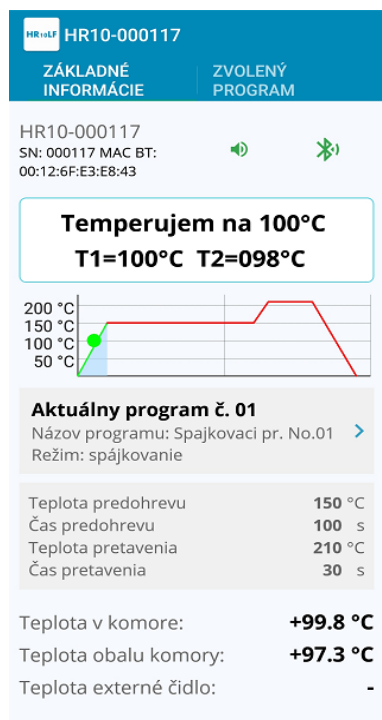 HR10LF HR10-000117
ZÁKLADNÉ
INFORMÁCIE
ZVOLENÝ
PROGRAM
HR10-000117
SN: 000117 MAC BT:
00:12:6F:E3:E8:43
Temperujem na 100°C
T1=100°C T2=098°C
200 °C
150 °C
100 °C
50 °C
Aktuálny program č. 01
Názov programu: Spajkovaci pr. No.01
Režim: spájkovanie
Teplota predohrevu 150 °C
Čas predohrevu 100 s
Teplota pretavenia 210 °C
Čas pretavenia 30 s
Teplota v komore: +99.8 °C
Teplota obalu komory: +97.3 °C
Teplota externé čidlo: -